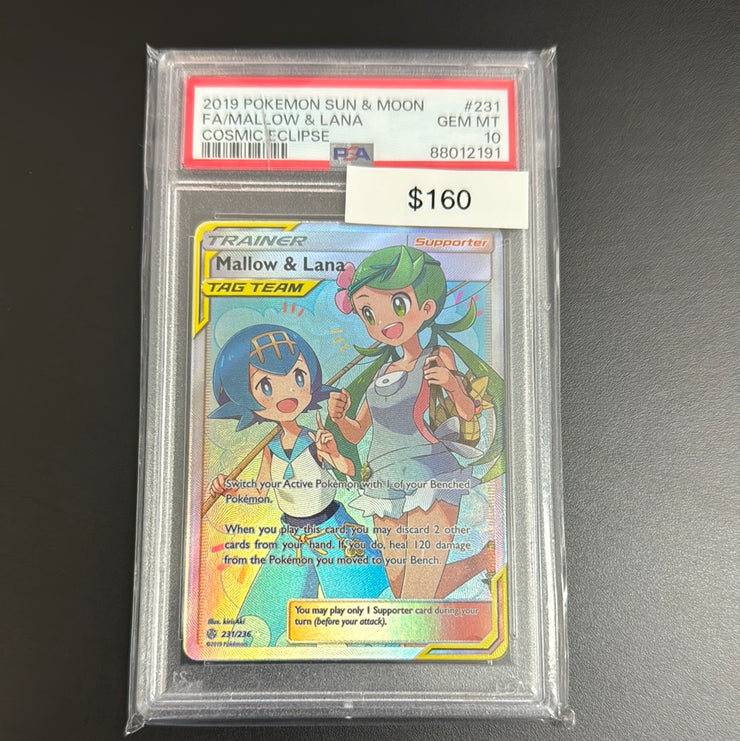 2019 POKEMON SUN & MOON #231
FA/MALLOW & LANA GEM MT
COSMIC ECLIPSE 10
PSA 88012191
$160
TRAINER Supporter
Mallow & Lana
TAG TEAM
Switch your Active Pokémon with 1 of your Benched
Pokémon.
When you play this card, you may discard 2 other
cards from your hand. If you do, heal 120 damage
from the Pokémon you moved to your Bench.
You may play only 1 Supporter card during your
turn (before your attack).
Illus. kirisAki
231/236
©2019 Pokémon